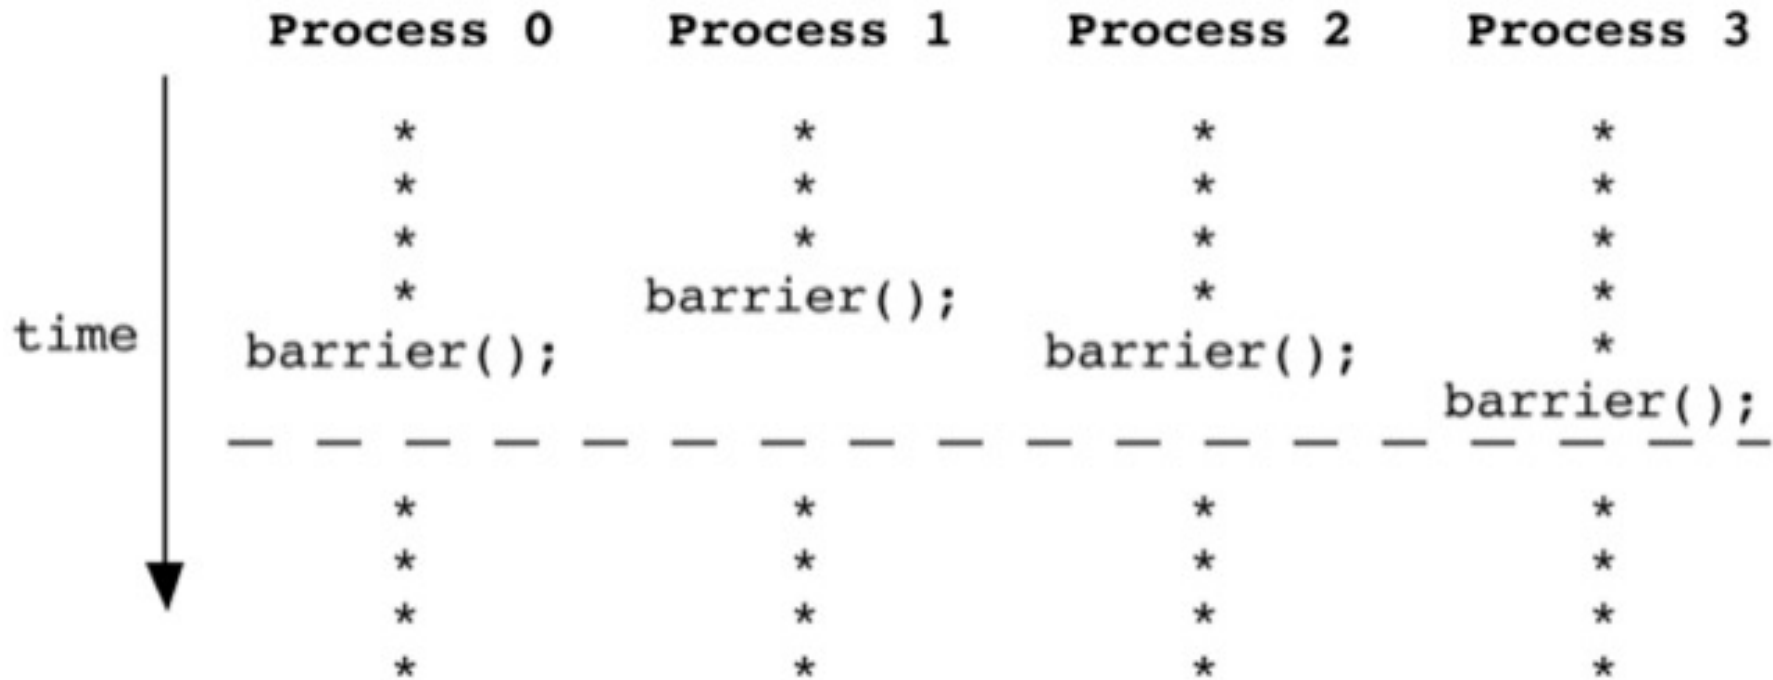 Process 0 Process 1 Process 2 Process 3
* * * *
* * * *
* * * *
* barrier(); * *
time barrier(); barrier(); *
barrier();
* * * *
* * * *
* * * *
* * * *